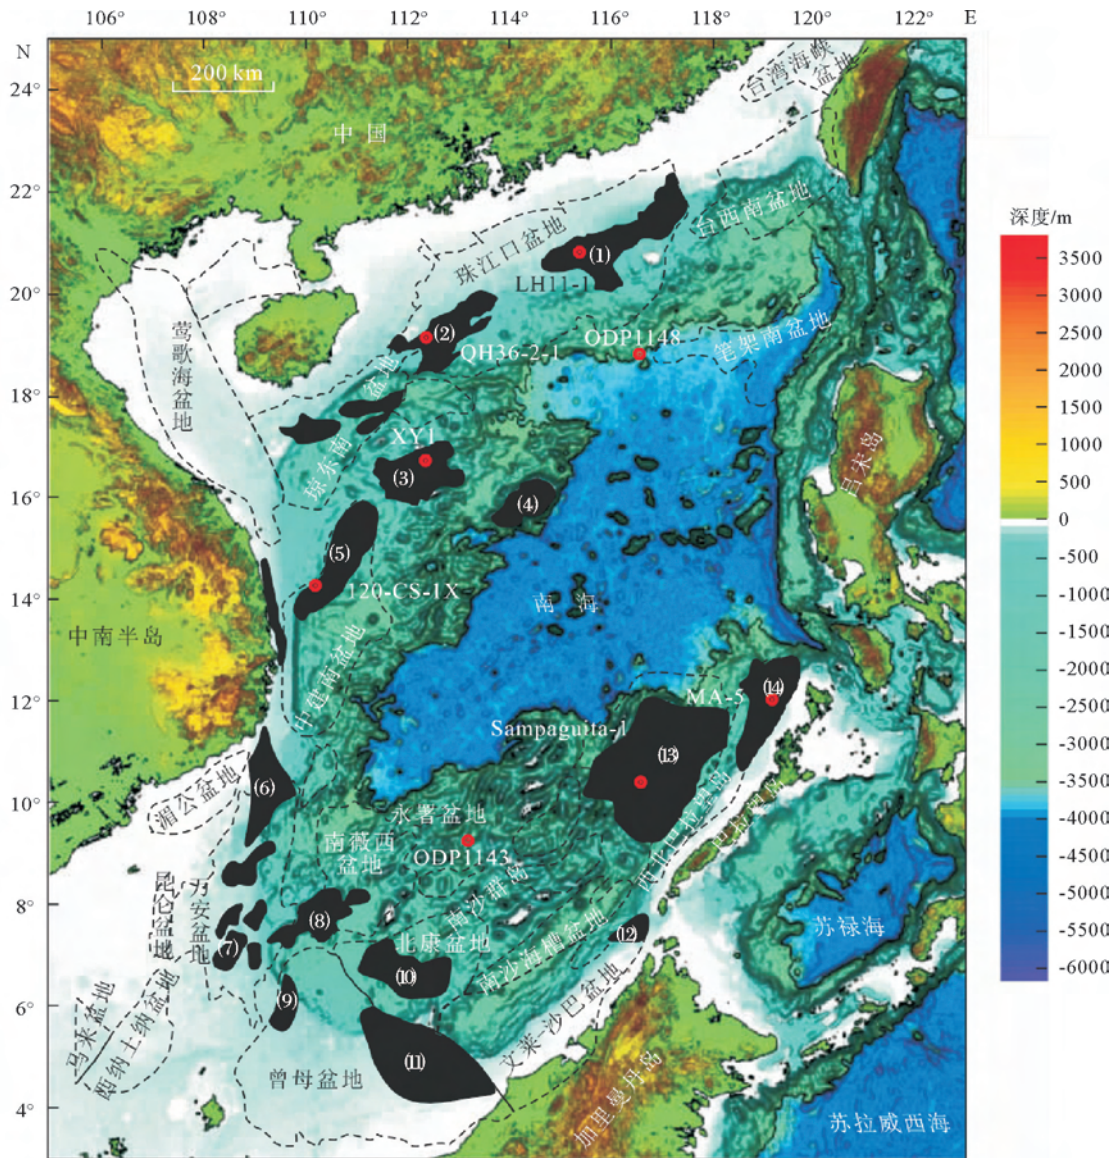 106° 108° 110° 112° 114° 116° 118° 120° 122° E
N
24°
22°
20°
18°
16°
14°
12°
10°
8°
6°
4°
200 km
中国
台湾海峡
盆地
台西南盆地
珠江口盆地
(1)
LH11-1
(2)
QH36-2-1
ODP1148
笔架南盆地
莺歌海盆地
琼东南
盆地
XY1
(3)
(4)
吕宋岛
(5)
120-CS-1X
南海
中南半岛
中建南盆地
MA-5
(14)
Sampaguita-1
(13)
(6)
湄公盆地
永署盆地
南薇西
盆地
ODP1143
西北巴拉望岛
巴拉望岛
南沙群岛
昆仑盆地
万安盆地
(7)
(8)
北康盆地
(12)
苏禄海
南沙海槽盆地
(9)
(10)
马来盆地
西纳土纳盆地
(11)
曾母盆地
文莱-沙巴盆地
加里曼丹岛
苏拉威西海
深度/m
3500
3000
2500
2000
1500
1000
500
0
-500
-1000
-1500
-2000
-2500
-3000
-3500
-4000
-4500
-5000
-5500
-6000